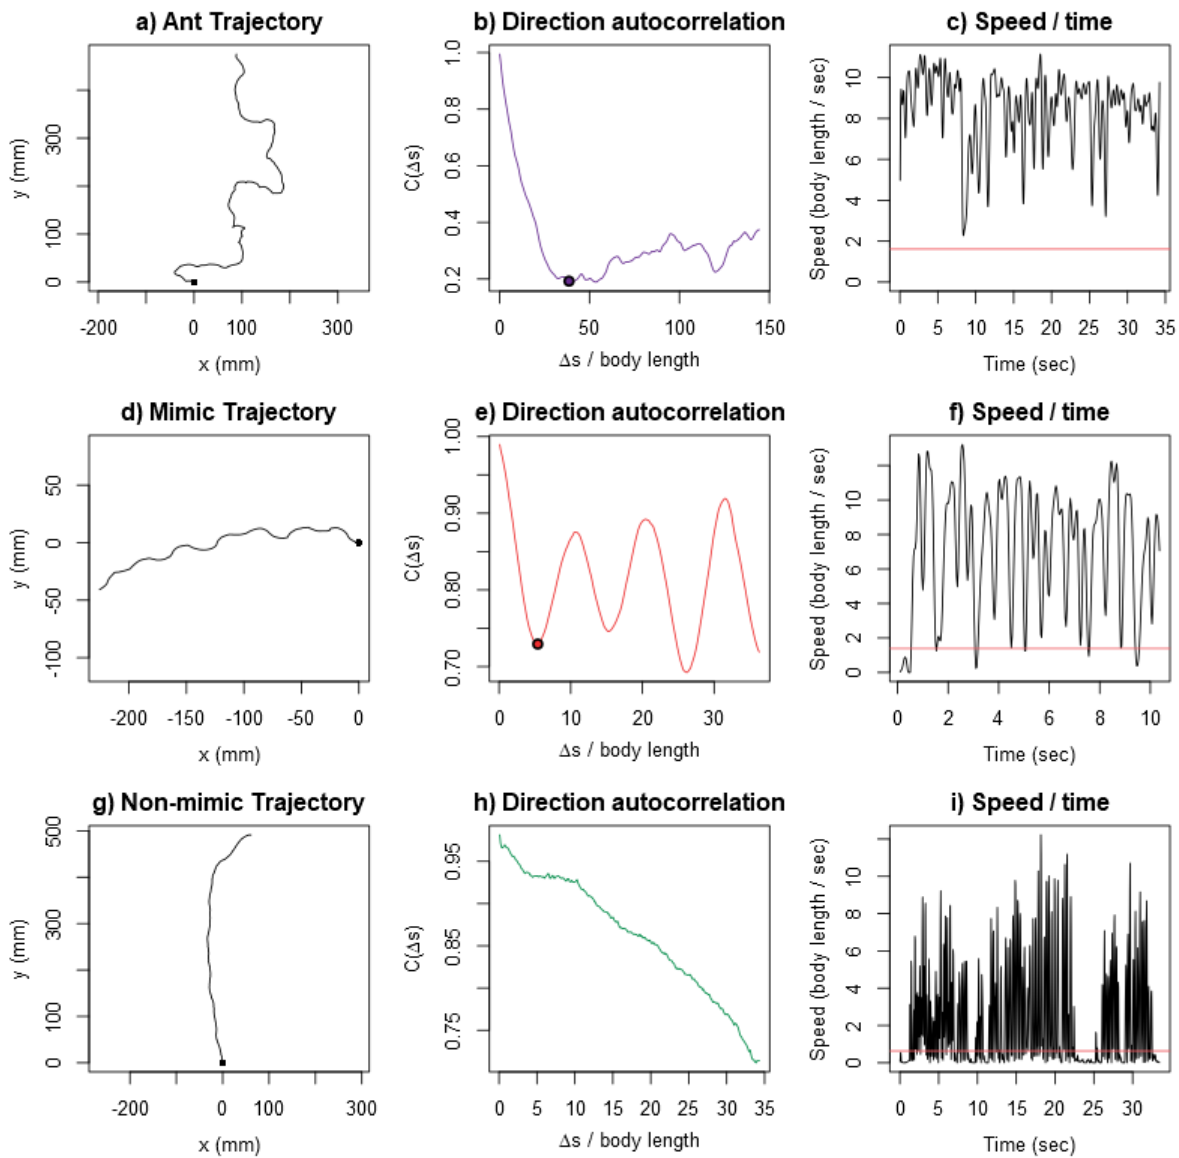 a) Ant Trajectory
b) Direction autocorrelation
c) Speed / time
y (mm)
0 100 300
-200 0 100 300
x (mm)
C(Δs)
0.2 0.4 0.6 0.8 1.0
0 50 100 150
Δs / body length
Speed (body length / sec)
0 2 4 6 8 10
0 5 10 15 20 25 30 35
Time (sec)
d) Mimic Trajectory
e) Direction autocorrelation
f) Speed / time
y (mm)
-100 -50 0 50
-200 -150 -100 -50 0
x (mm)
C(Δs)
0.70 0.80 0.90 1.00
0 10 20 30
Δs / body length
Speed (body length / sec)
0 2 4 6 8 10
0 2 4 6 8 10
Time (sec)
g) Non-mimic Trajectory
h) Direction autocorrelation
i) Speed / time
y (mm)
0 100 300 500
-200 0 100 300
x (mm)
C(Δs)
0.75 0.85 0.95
0 5 10 15 20 25 30 35
Δs / body length
Speed (body length / sec)
0 2 4 6 8 10
0 5 10 15 20 25 30
Time (sec)